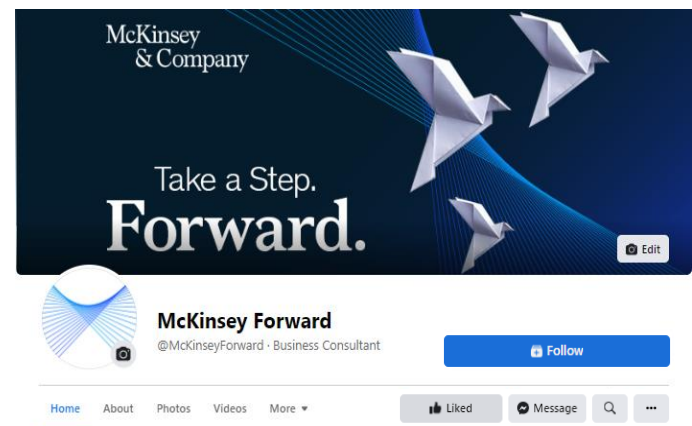 McKinsey
& Company
Take a Step.
Forward.
Edit
McKinsey Forward
@McKinseyForward · Business Consultant
Follow
Home About Photos Videos More
Liked Message